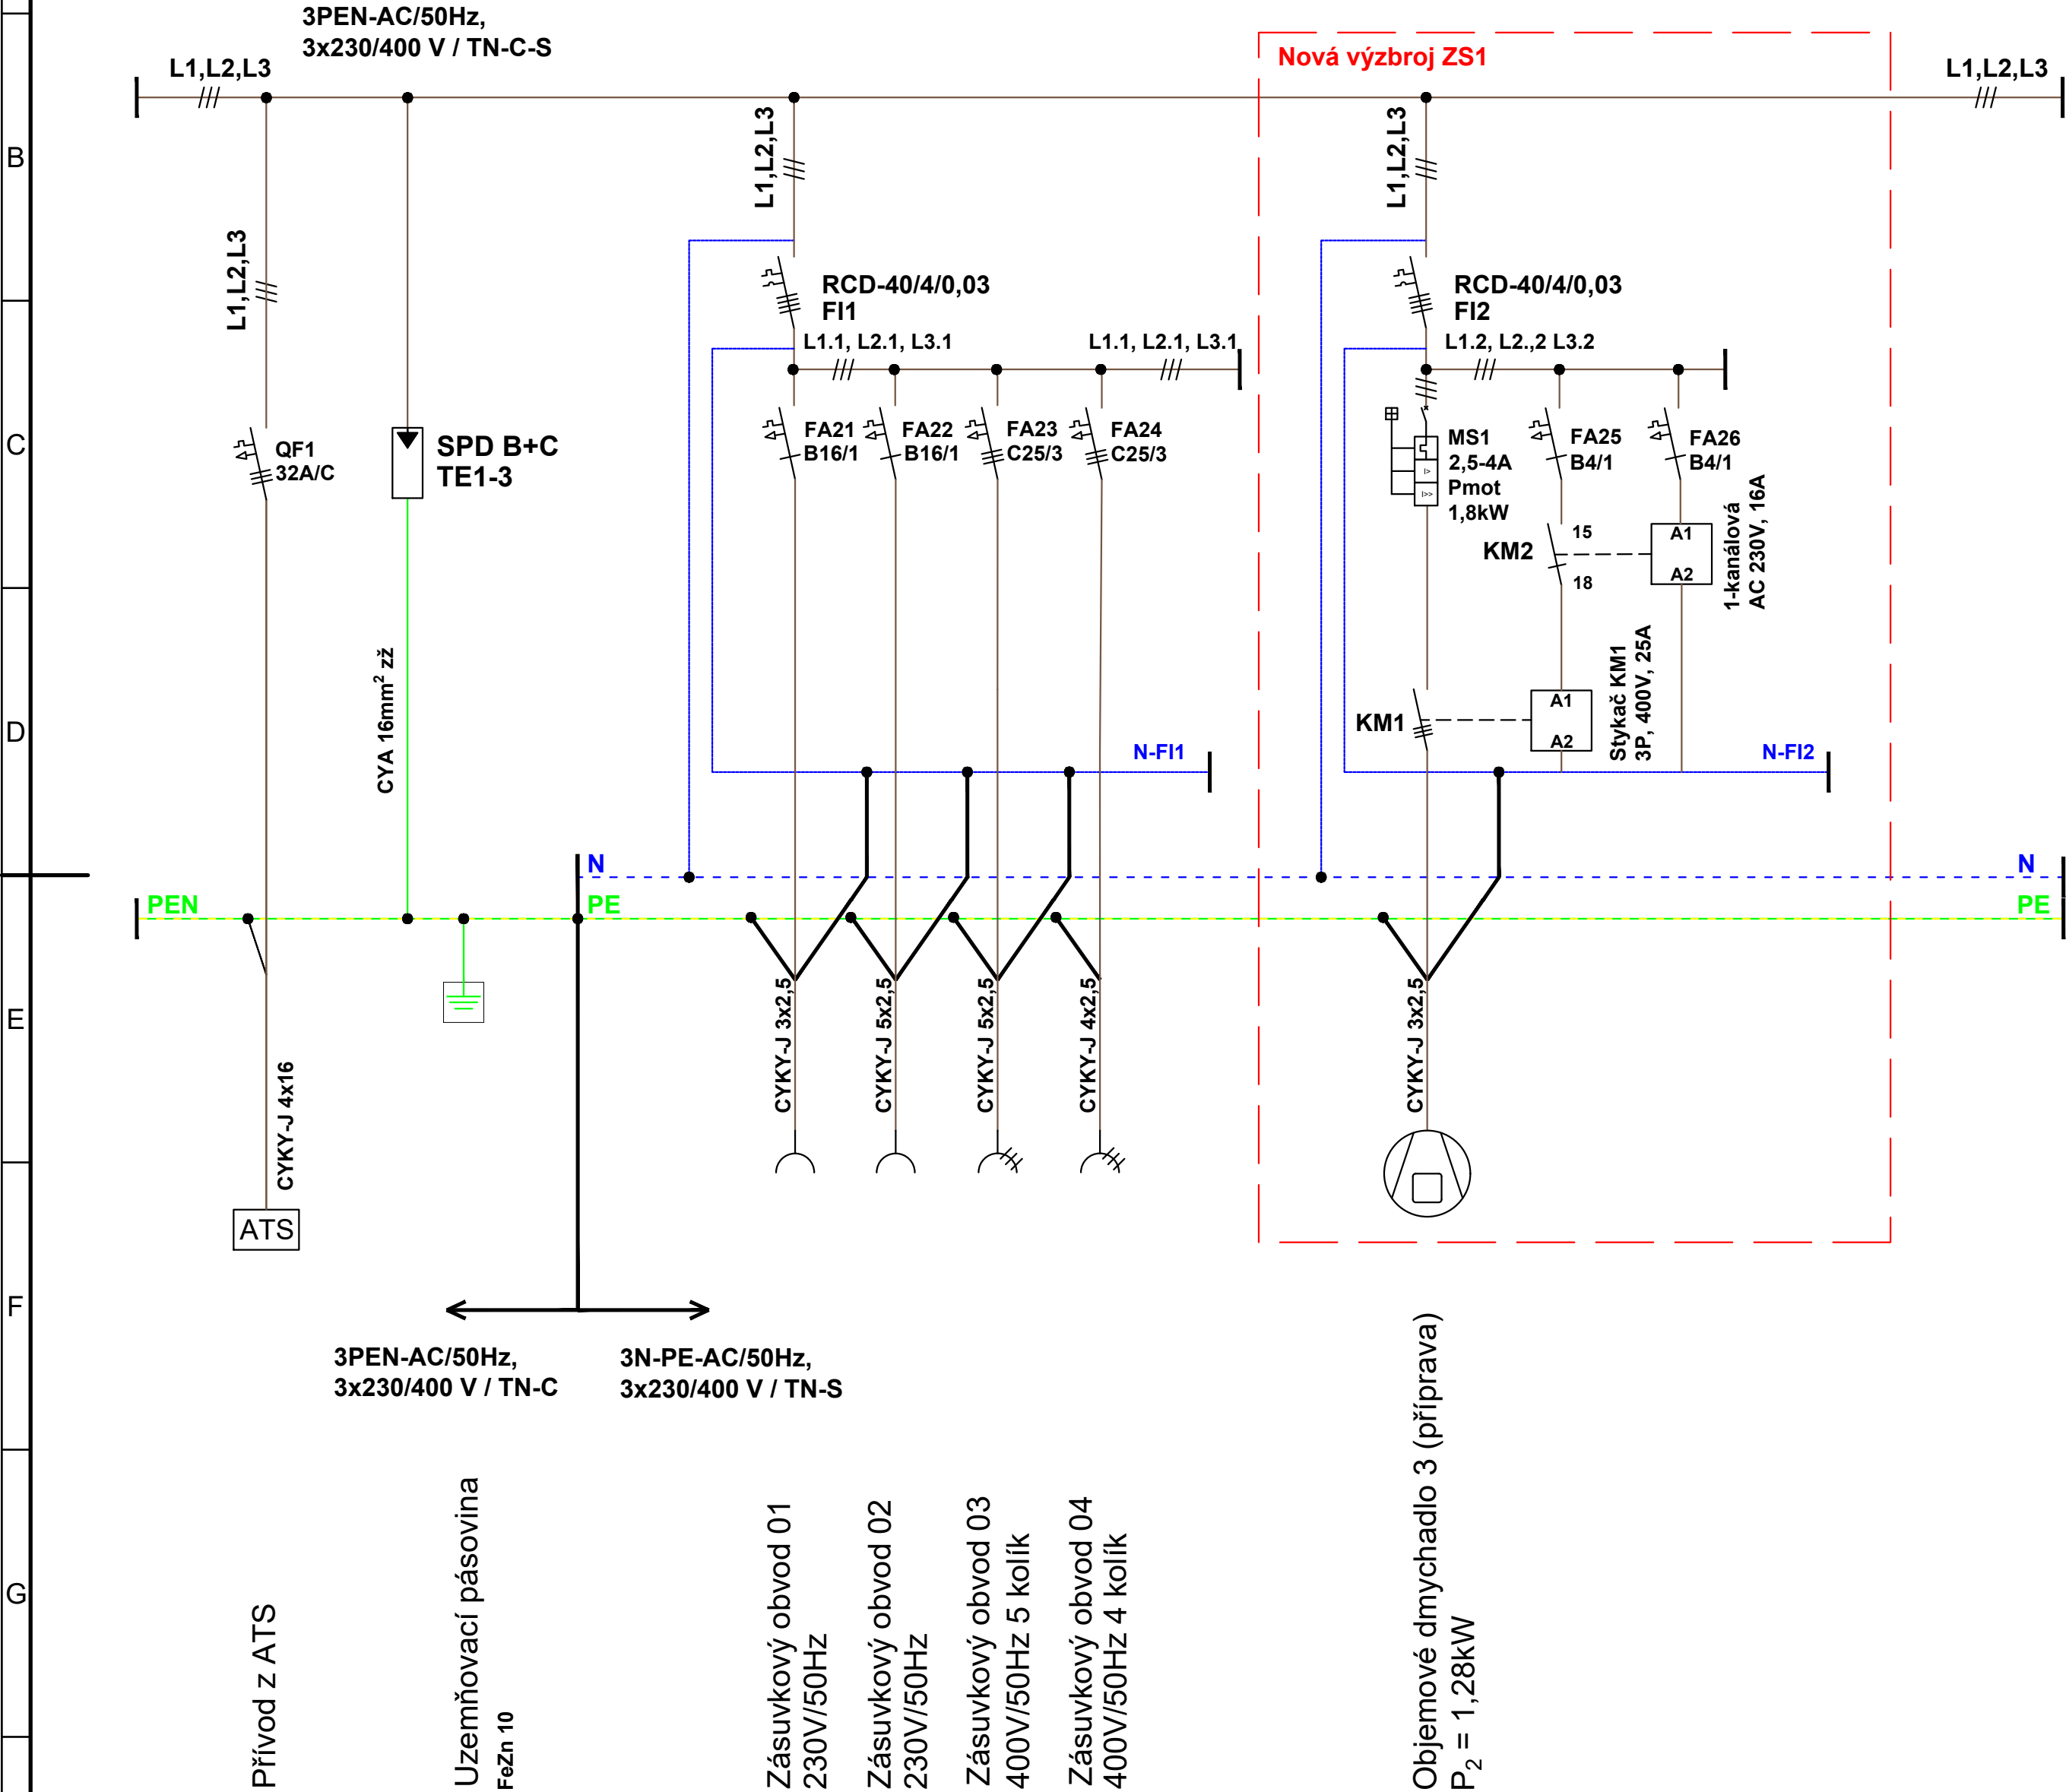 3PEN-AC/50Hz,
3x230/400 V / TN-C-S
Nová výzbroj ZS1
L1,L2,L3
L1,L2,L3
B
L1,L2,L3
L1,L2,L3
L1,L2,L3
RCD-40/4/0,03
FI1
RCD-40/4/0,03
FI2
L1.1, L2.1, L3.1
L1.1, L2.1, L3.1
L1.2, L2.,2 L3.2
C
QF1
32A/C
SPD B+C
TE1-3
FA21
B16/1
FA22
B16/1
FA23
C25/3
FA24
C25/3
MS1
2,5-4A
Pmot
1,8kW
I>
I>>
FA25
B4/1
FA26
B4/1
KM2
15
18
A1
A2
1-kanálová
AC 230V, 16A
CYA 16mm² zž
D
KM1
A1
A2
Stykač KM1
3P, 400V, 25A
N-FI1
N-FI2
N
N
PEN
PE
PE
E
CYKY-J 4x16
CYKY-J 3x2,5
CYKY-J 5x2,5
CYKY-J 5x2,5
CYKY-J 4x2,5
CYKY-J 3x2,5
ATS
F
3PEN-AC/50Hz,
3x230/400 V / TN-C
3N-PE-AC/50Hz,
3x230/400 V / TN-S
G
Přívod z ATS
Uzemňovací pásovina
FeZn 10
Zásuvkový obvod 01
230V/50Hz
Zásuvkový obvod 02
230V/50Hz
Zásuvkový obvod 03
400V/50Hz 5 kolík
Zásuvkový obvod 04
400V/50Hz 4 kolík
Objemové dmychadlo 3 (příprava)
P₂ = 1,28kW